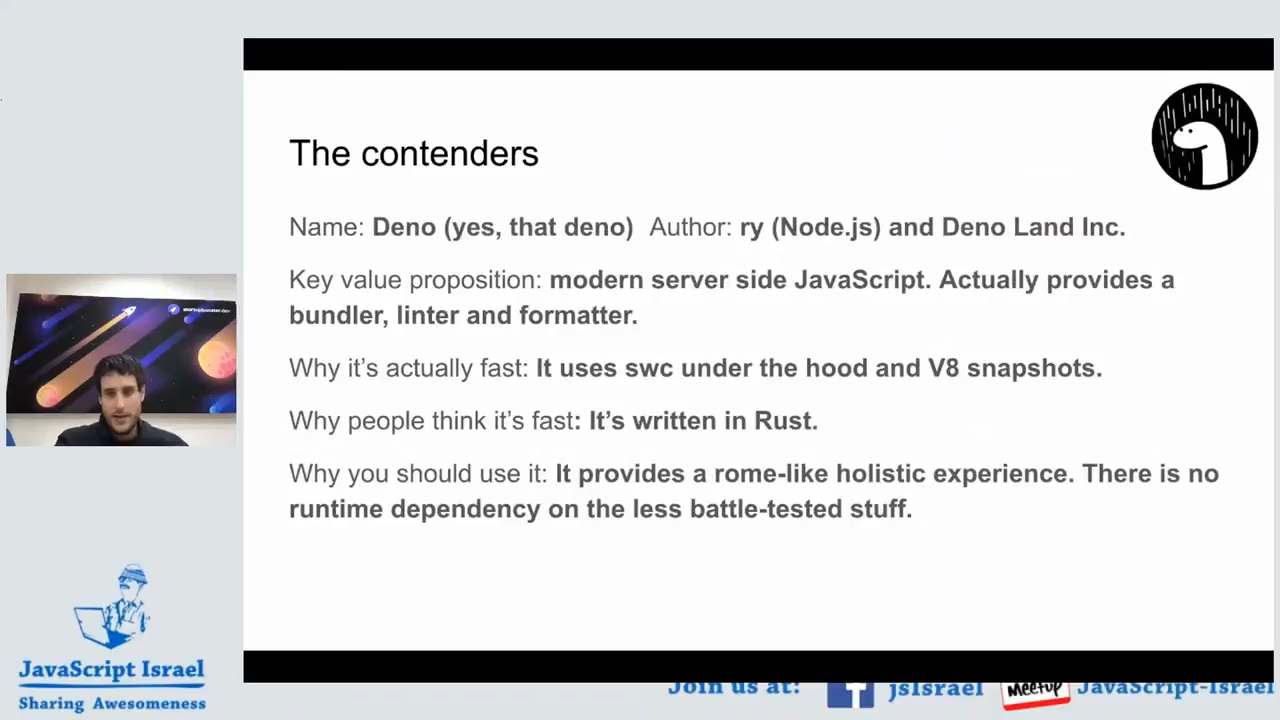 The contenders
Name: Deno (yes, that deno) Author: ry (Node.js) and Deno Land Inc.
Key value proposition: modern server side JavaScript. Actually provides a
bundler, linter and formatter.
Why it's actually fast: It uses swc under the hood and V8 snapshots.
Why people think it's fast: It's written in Rust.
Why you should use it: It provides a rome-like holistic experience. There is no
runtime dependency on the less battle-tested stuff.
JavaScript Israel
Sharing Awesomeness
Join us at: jsIsrael Meetup JavaScript-Israel